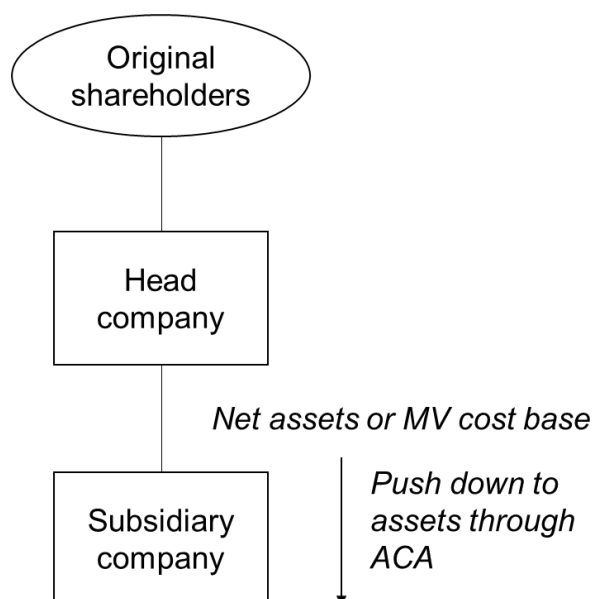 Original
shareholders
Head
company
Net assets or MV cost base
Push down to
assets through
ACA
Subsidiary
company